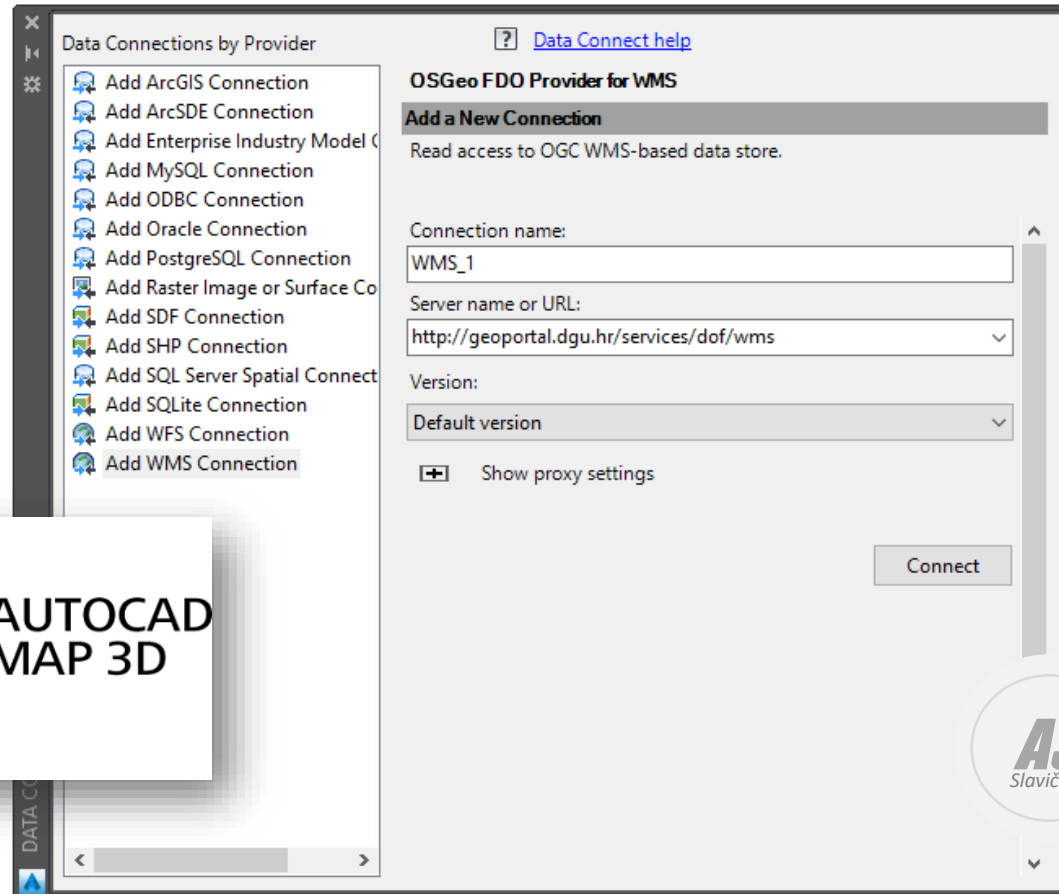 Data Connections by Provider
Add ArcGIS Connection
Add ArcSDE Connection
Add Enterprise Industry Model
Add MySQL Connection
Add ODBC Connection
Add Oracle Connection
Add PostgreSQL Connection
Add Raster Image or Surface Co
Add SDF Connection
Add SHP Connection
Add SQL Server Spatial Connect
Add SQLite Connection
Add WFS Connection
Add WMS Connection
? Data Connect help
OSGeo FDO Provider for WMS
Add a New Connection
Read access to OGC WMS-based data store.
Connection name:
WMS_1
Server name or URL:
http://geoportal.dgu.hr/services/dof/wms
Version:
Default version
Show proxy settings
Connect
AUTOCAD
MAP 3D
DATA CO
Slavič